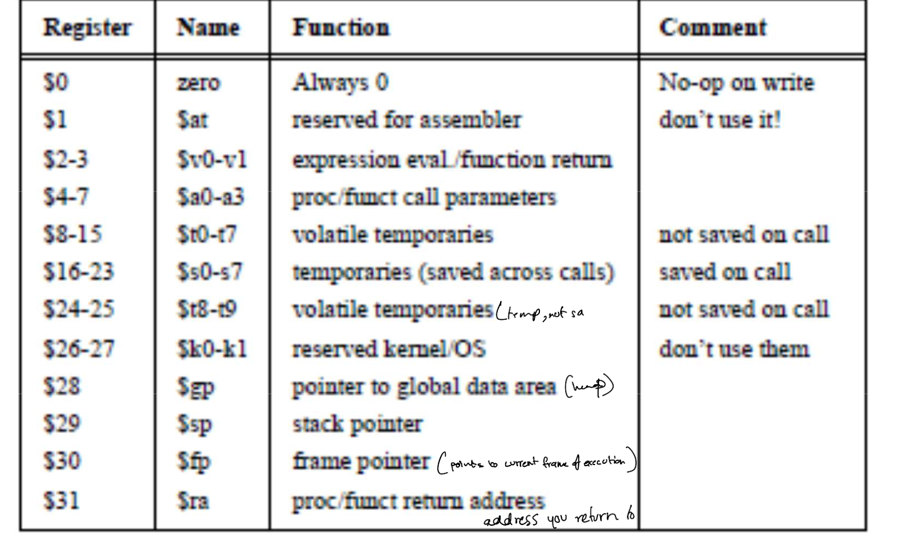 Register Name Function Comment
$0 zero Always 0 No-op on write
$1 $at reserved for assembler don't use it!
$2-3 $v0-v1 expression eval./function return
$4-7 $a0-a3 proc/funct call parameters
$8-15 $t0-t7 volatile temporaries not saved on call
$16-23 $s0-s7 temporaries (saved across calls) saved on call
$24-25 $t8-t9 volatile temporaries (temp, not sa not saved on call
$26-27 $k0-k1 reserved kernel/OS don't use them
$28 $gp pointer to global data area (heap)
$29 $sp stack pointer
$30 $fp frame pointer (points to current frame of execution)
$31 $ra proc/funct return address
address you return to